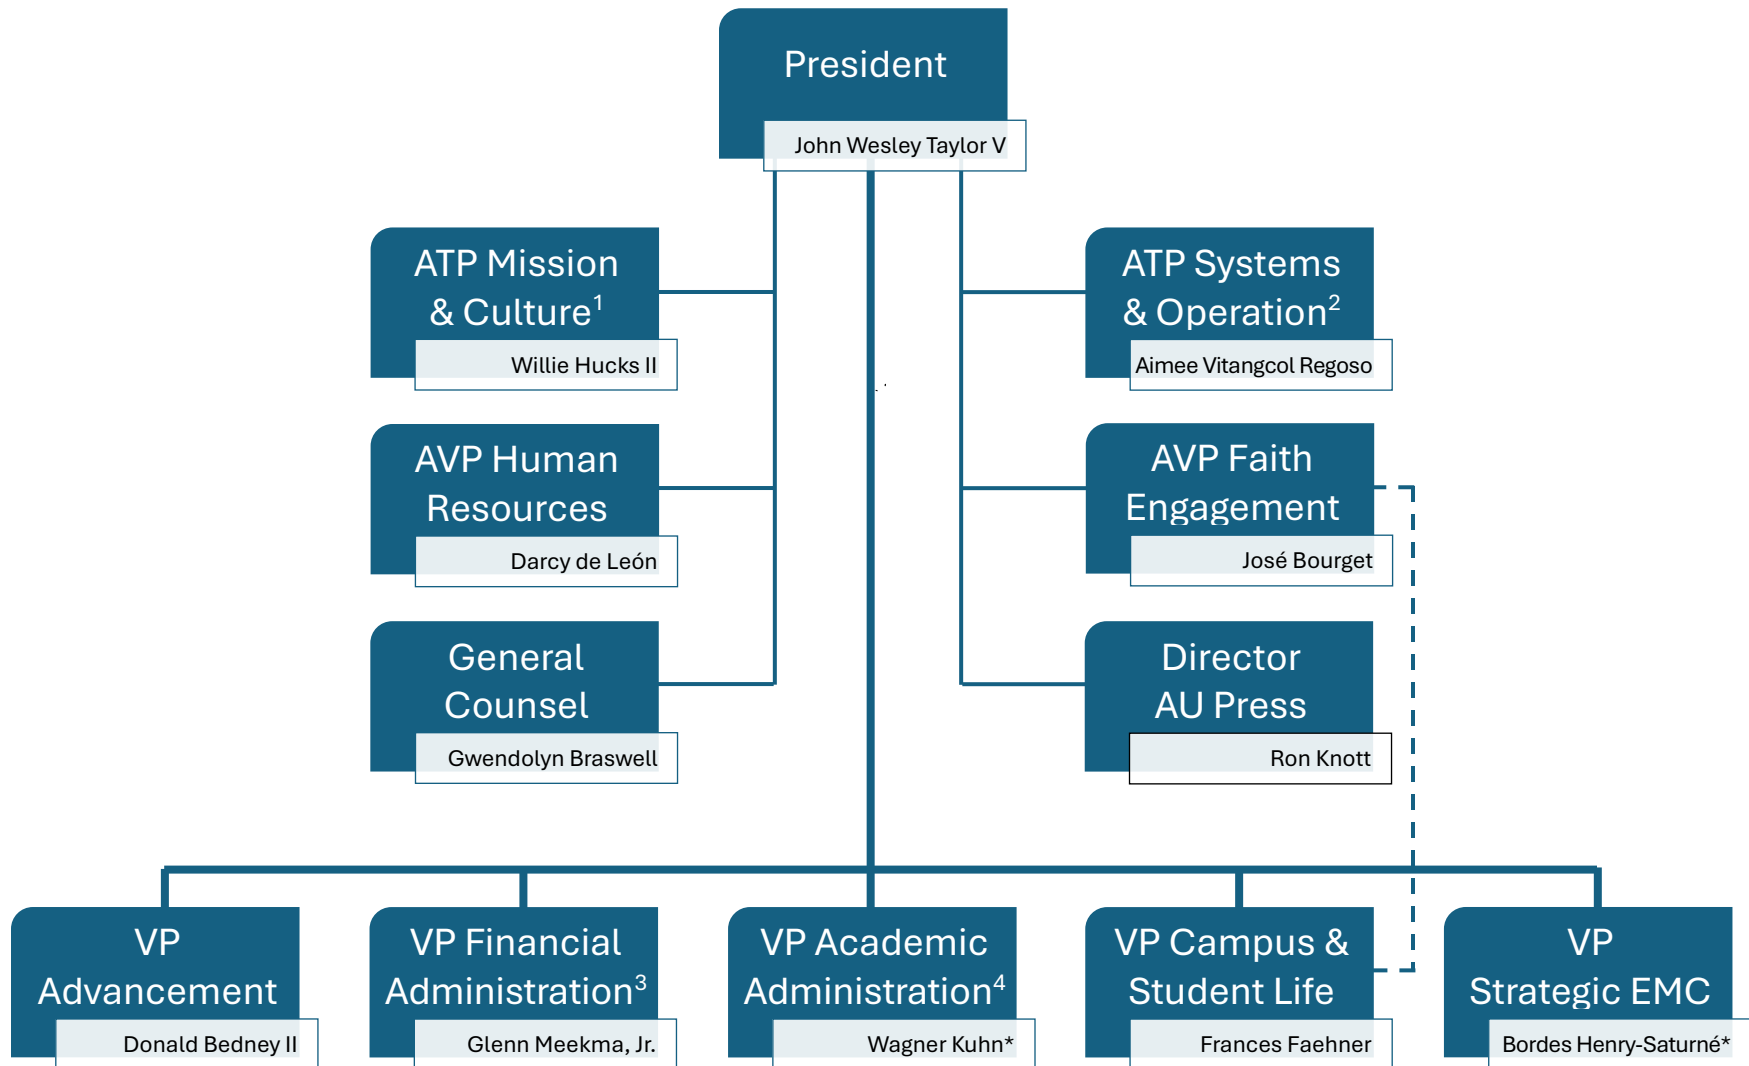 President
John Wesley Taylor V
ATP Mission
& Culture¹
Willie Hucks II
ATP Systems
& Operation²
Aimee Vitangcol Regoso
AVP Human
Resources
Darcy de León
AVP Faith
Engagement
José Bourget
General
Counsel
Gwendolyn Braswell
Director
AU Press
Ron Knott
VP
Advancement
Donald Bedney II
VP Financial
Administration³
Glenn Meekma, Jr.
VP Academic
Administration⁴
Wagner Kuhn*
VP Campus &
Student Life
Frances Faehner
VP
Strategic EMC
Bordes Henry-Saturné*